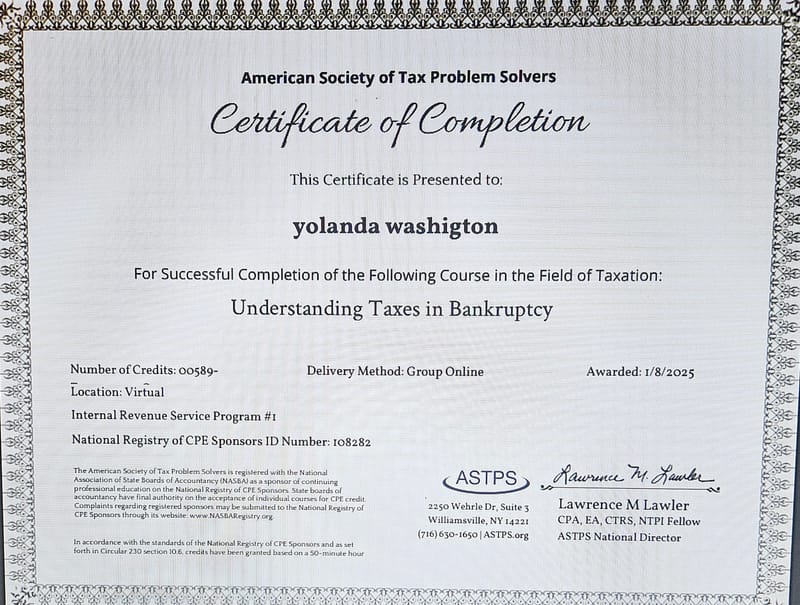 American Society of Tax Problem Solvers
Certificate of Completion
This Certificate is Presented to:
yolanda washigton
For Successful Completion of the Following Course in the Field of Taxation:
Understanding Taxes in Bankruptcy
Number of Credits: 00589-
Delivery Method: Group Online
Awarded: 1/8/2025
Location: Virtual
Internal Revenue Service Program #1
National Registry of CPE Sponsors ID Number: 108282
The American Society of Tax Problem Solvers is registered with the National
Association of State Boards of Accountancy (NASBA) as a sponsor of continuing
professional education on the National Registry of CPE Sponsors. State boards of
accountancy have final authority on the acceptance of individual courses for CPE credit.
Complaints regarding registered sponsors may be submitted to the National Registry of
CPE Sponsors through its website: www.NASBARegistry.org.
In accordance with the standards of the National Registry of CPE Sponsors and as set
forth in Circular 230 section 10.6, credits have been granted based on a 50-minute hour
ASTPS
2250 Wehrle Dr, Suite 3
Williamsville, NY 14221
(716) 630-1650 | ASTPS.org
Lawrence M. Lawler
Lawrence M Lawler
CPA, EA, CTRS, NTPI Fellow
ASTPS National Director